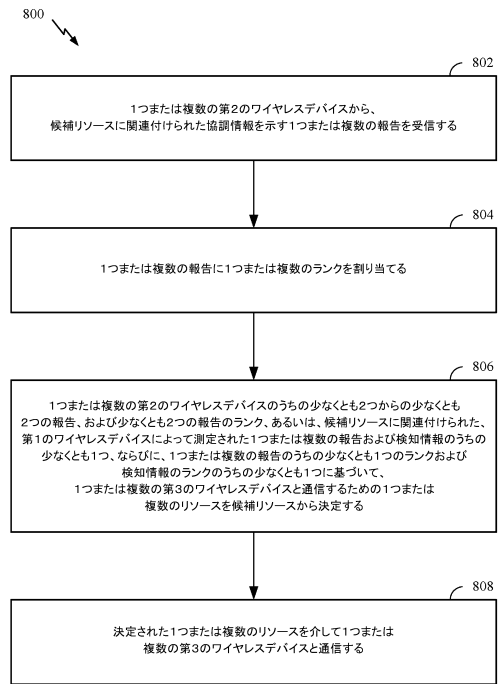 800
802
1つまたは複数の第2のワイヤレスデバイスから、
候補リソースに関連付けられた協調情報を示す1つまたは複数の報告を受信する
804
1つまたは複数の報告に1つまたは複数のランクを割り当てる
806
1つまたは複数の第2のワイヤレスデバイスのうちの少なくとも2つからの少なくとも
2つの報告、および少なくとも2つの報告のランク、あるいは、候補リソースに関連付けられた、
第1のワイヤレスデバイスによって測定された1つまたは複数の報告および検知情報のうちの
少なくとも1つ、ならびに、1つまたは複数の報告のうちの少なくとも1つのランクおよび
検知情報のランクのうちの少なくとも1つに基づいて、
1つまたは複数の第3のワイヤレスデバイスと通信するための1つまたは
複数のリソースを候補リソースから決定する
808
決定された1つまたは複数のリソースを介して1つまたは
複数の第3のワイヤレスデバイスと通信する